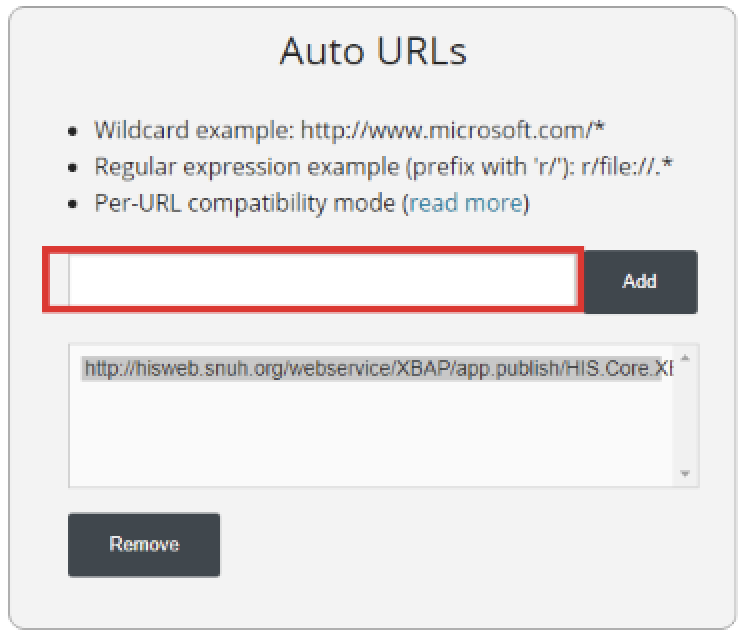 Auto URLs
Wildcard example: http://www.microsoft.com/*
Regular expression example (prefix with 'r/'): r/file://.*
Per-URL compatibility mode (read more)
Add
http://hisweb.snuh.org/webservice/XBAP/app.publish/HIS.Core.XB
Remove